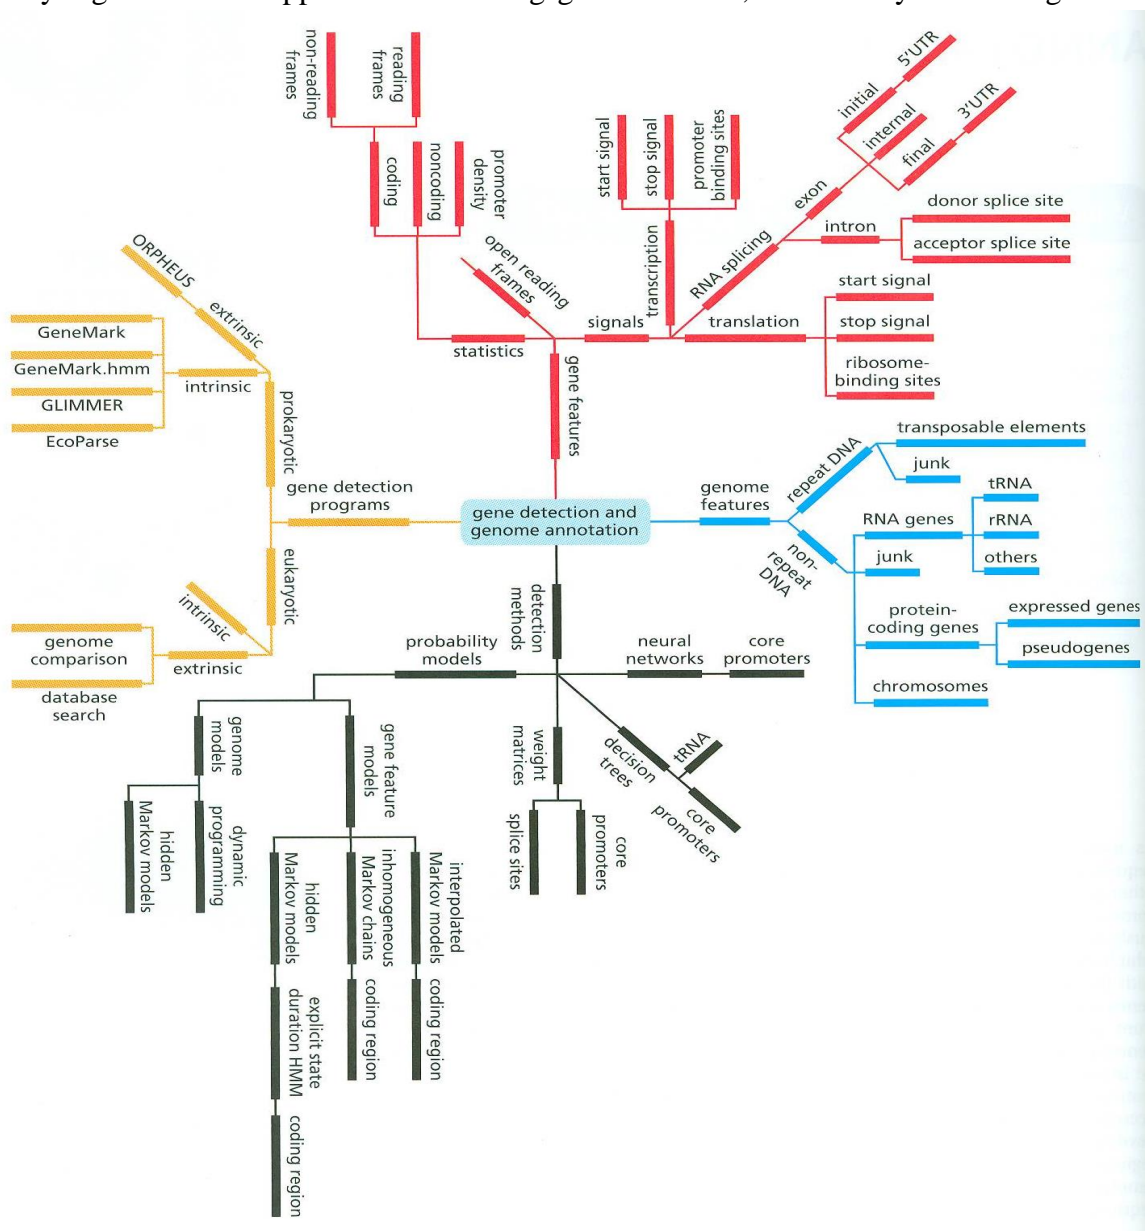 non-reading
frames
reading
frames
coding
noncoding
promoter
density
open reading
frames
statistics
signals
gene features
start signal
stop signal
promoter
binding sites
transcription
RNA splicing
exon
initial
5'UTR
internal
final
3'UTR
intron
donor splice site
acceptor splice site
translation
start signal
stop signal
ribosome-
binding sites
ORPHEUS
extrinsic
GeneMark
GeneMark.hmm
GLIMMER
EcoParse
intrinsic
prokaryotic
gene detection
programs
eukaryotic
intrinsic
extrinsic
genome
comparison
database
search
gene detection and
genome annotation
genome
features
repeat DNA
transposable elements
junk
non-
repeat
DNA
RNA genes
tRNA
rRNA
others
junk
protein-
coding genes
expressed genes
pseudogenes
chromosomes
detection
methods
probability
models
neural
networks
core
promoters
decision
trees
tRNA
core
promoters
weight
matrices
splice sites
core
promoters
genome
models
hidden
Markov models
dynamic
programming
gene feature
models
hidden
Markov models
explicit state
duration HMM
coding region
inhomogeneous
Markov chains
coding region
interpolated
Markov models
coding region